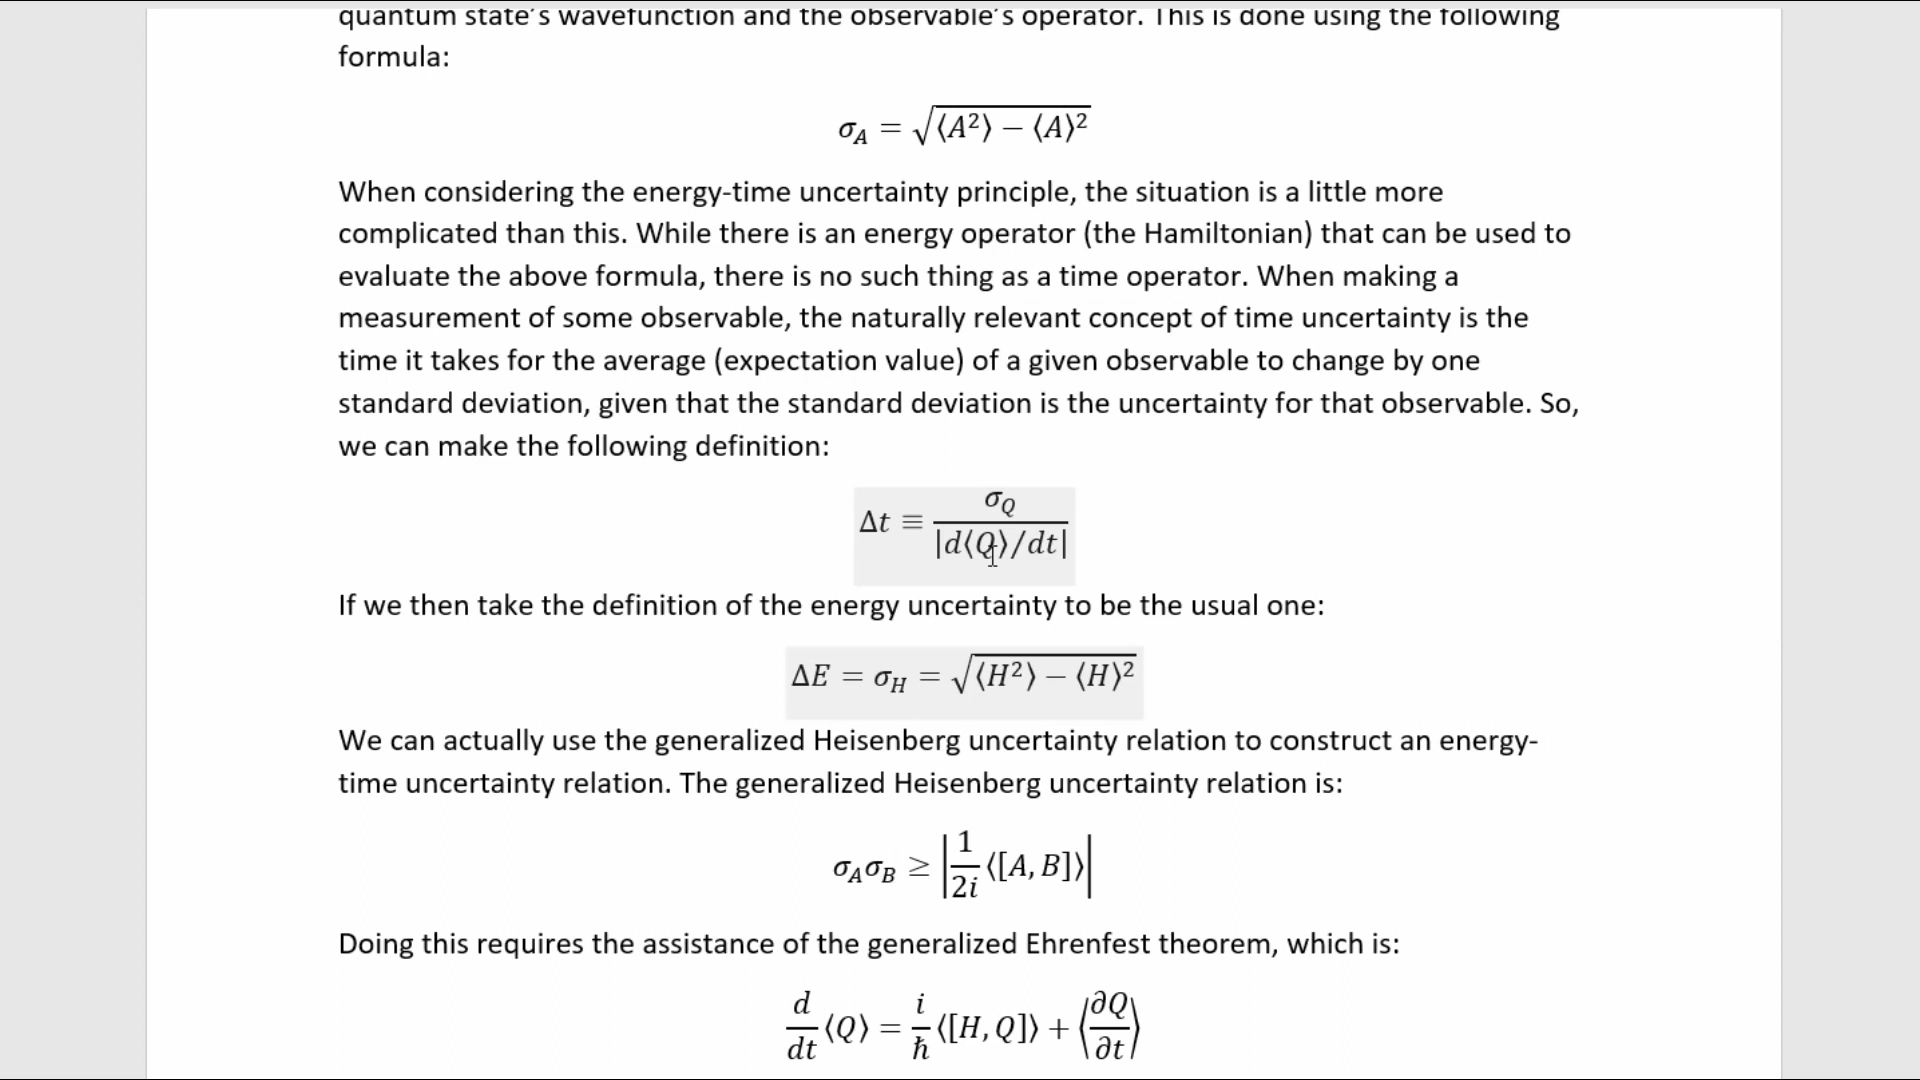 quantum state's wavefunction and the observable's operator. This is done using the following
formula:
σ_A = √(⟨A²⟩ − ⟨A⟩²)
When considering the energy-time uncertainty principle, the situation is a little more
complicated than this. While there is an energy operator (the Hamiltonian) that can be used to
evaluate the above formula, there is no such thing as a time operator. When making a
measurement of some observable, the naturally relevant concept of time uncertainty is the
time it takes for the average (expectation value) of a given observable to change by one
standard deviation, given that the standard deviation is the uncertainty for that observable. So,
we can make the following definition:
Δt ≡ σ_Q / |d⟨Q⟩/dt|
If we then take the definition of the energy uncertainty to be the usual one:
ΔE = σ_H = √(⟨H²⟩ − ⟨H⟩²)
We can actually use the generalized Heisenberg uncertainty relation to construct an energy-
time uncertainty relation. The generalized Heisenberg uncertainty relation is:
σ_A σ_B ≥ |1/2i ⟨[A, B]⟩|
Doing this requires the assistance of the generalized Ehrenfest theorem, which is:
d/dt ⟨Q⟩ = i/ħ ⟨[H, Q]⟩ + ⟨∂Q/∂t⟩